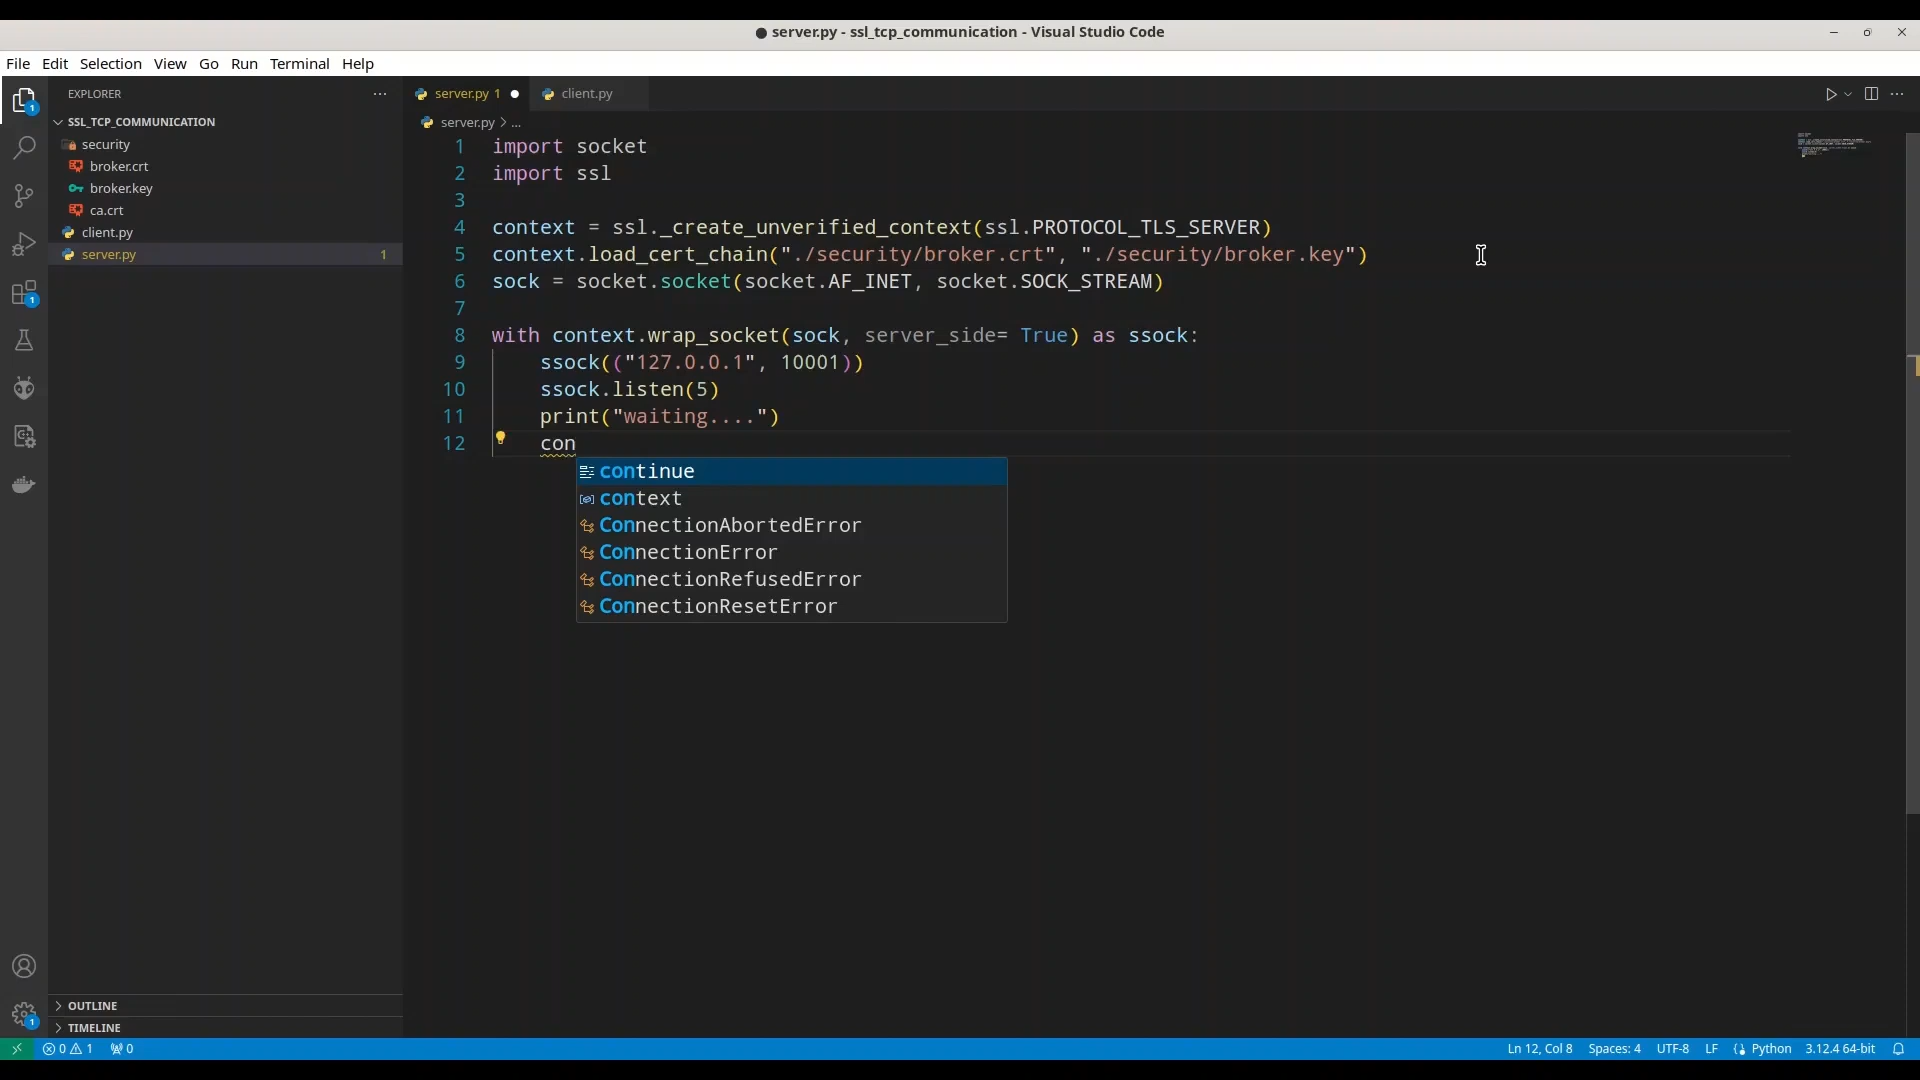 server.py - ssl_tcp_communication - Visual Studio Code
File Edit Selection View Go Run Terminal Help
EXPLORER
SSL_TCP_COMMUNICATION
security
broker.crt
broker.key
ca.crt
client.py
server.py 1
OUTLINE
TIMELINE
1
1
1
server.py 1
client.py
server.py > ...
1 import socket
2 import ssl
3
4 context = ssl._create_unverified_context(ssl.PROTOCOL_TLS_SERVER)
5 context.load_cert_chain("./security/broker.crt", "./security/broker.key")
6 sock = socket.socket(socket.AF_INET, socket.SOCK_STREAM)
7
8 with context.wrap_socket(sock, server_side= True) as ssock:
9 ssock(("127.0.0.1", 10001))
10 ssock.listen(5)
11 print("waiting....")
12 con
continue
context
ConnectionAbortedError
ConnectionError
ConnectionRefusedError
ConnectionResetError
0 1 0
Ln 12, Col 8 Spaces: 4 UTF-8 LF Python 3.12.4 64-bit